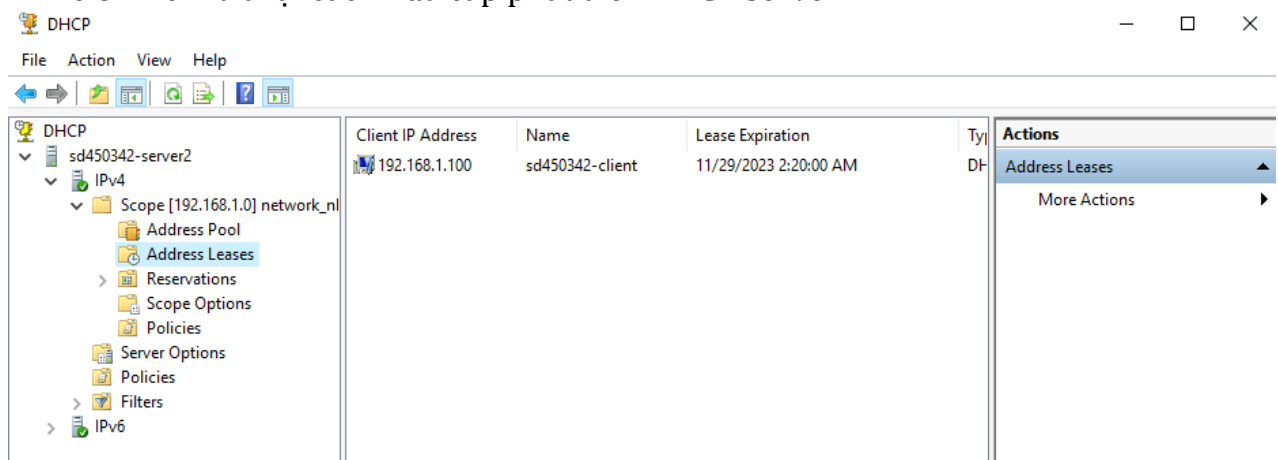 DHCP
File Action View Help
DHCP
sd450342-server2
IPv4
Scope [192.168.1.0] network_nl
Address Pool
Address Leases
Reservations
Scope Options
Policies
Server Options
Policies
Filters
IPv6
Client IP Address Name Lease Expiration Ty
192.168.1.100 sd450342-client 11/29/2023 2:20:00 AM DH
Actions
Address Leases
More Actions